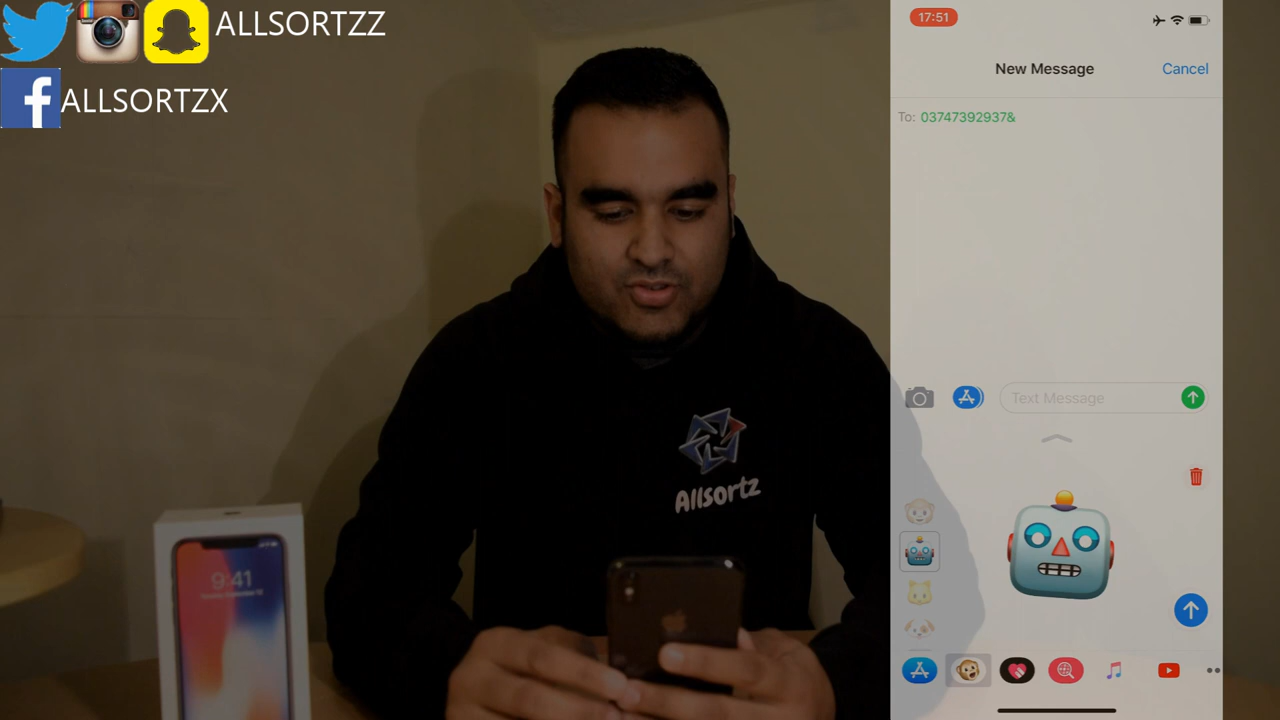 ALLSORTZZ
ALLSORTZX
Allsortz
9:41
17:51
New Message
Cancel
To: 03747392937&
Text Message